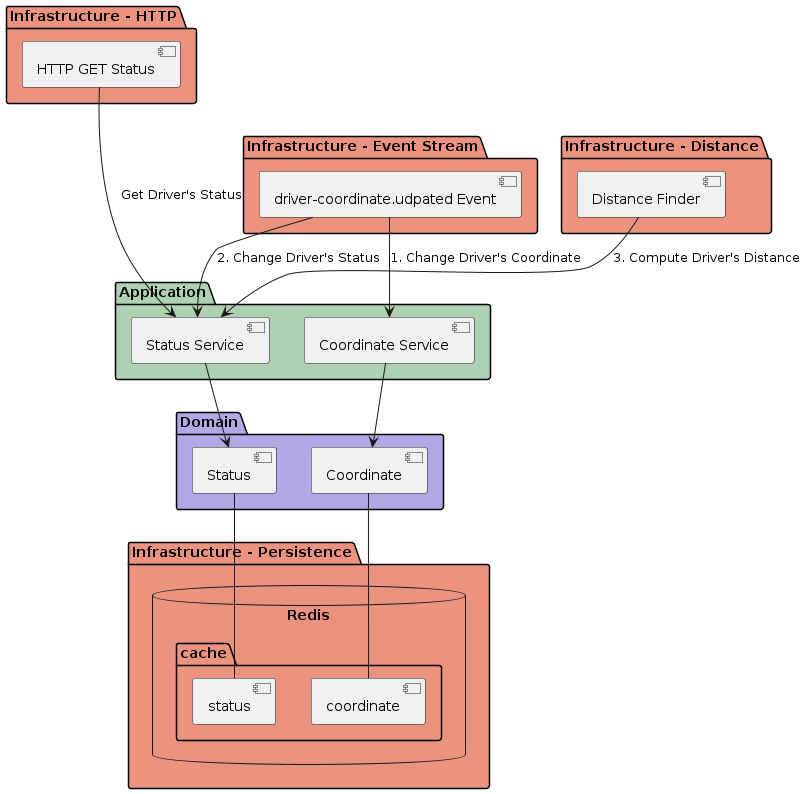 Infrastructure - HTTP
HTTP GET Status
Infrastructure - Event Stream
Infrastructure - Distance
driver-coordinate.udpated Event
Distance Finder
Get Driver's Status
2. Change Driver's Status
1. Change Driver's Coordinate
3. Compute Driver's Distance
Application
Status Service
Coordinate Service
Domain
Status
Coordinate
Infrastructure - Persistence
Redis
cache
status
coordinate